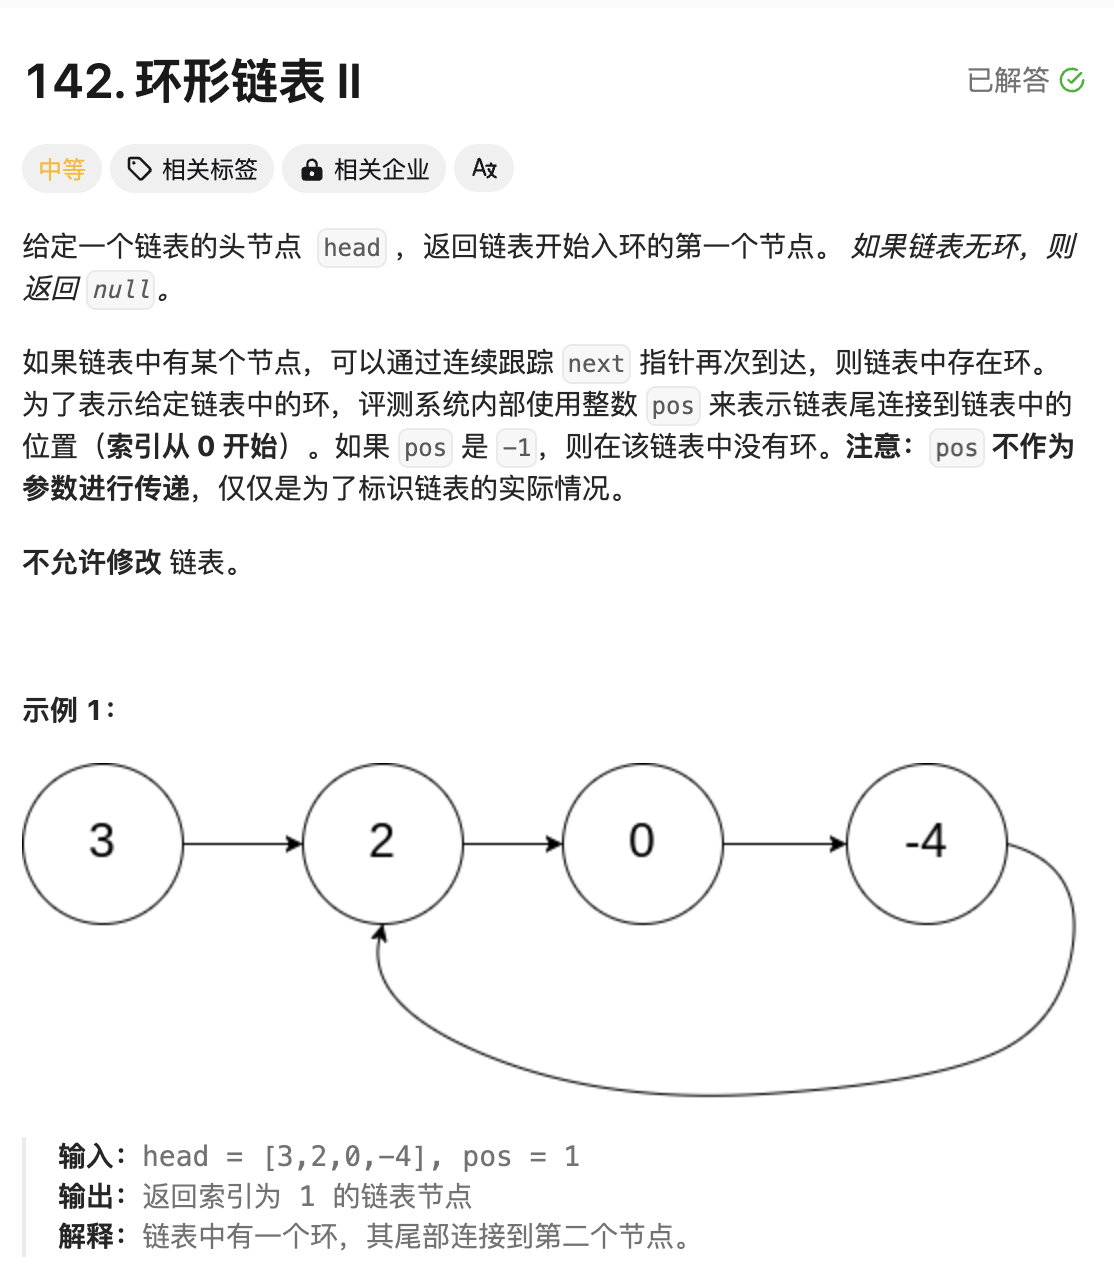 142. 环形链表 II
已解答
中等 相关标签 相关企业 A文
给定一个链表的头节点 head ，返回链表开始入环的第一个节点。 如果链表无环，则
返回 null。
如果链表中有某个节点，可以通过连续跟踪 next 指针再次到达，则链表中存在环。
为了表示给定链表中的环，评测系统内部使用整数 pos 来表示链表尾连接到链表中的
位置（索引从 0 开始）。如果 pos 是 -1，则在该链表中没有环。注意：pos 不作为
参数进行传递，仅仅是为了标识链表的实际情况。
不允许修改 链表。
示例 1：
3 2 0 -4
输入：head = [3,2,0,-4], pos = 1
输出：返回索引为 1 的链表节点
解释：链表中有一个环，其尾部连接到第二个节点。